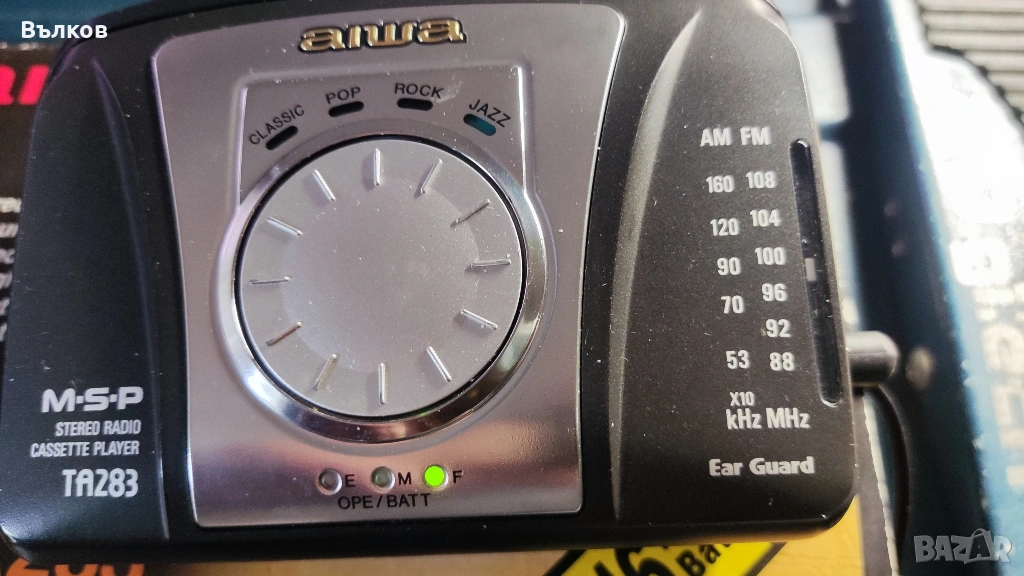 Вълков
aiwa
CLASSIC POP ROCK JAZZ
AM FM
160 108
120 104
90 100
70 96
92
53 88
X10
kHz MHz
Ear Guard
M·S·P
STEREO RADIO
CASSETTE PLAYER
TA283
E M F
OPE/BATT
BAZAR